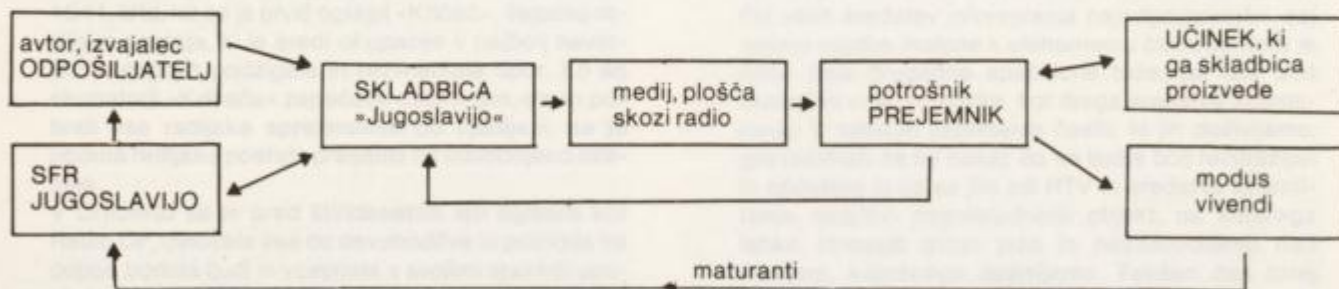 avtor, izvajalec
ODPOŠILJATELJ
SFR
JUGOSLAVIJO
SKLADBICA
»Jugoslavijo«
medij, plošča
skozi radio
potrošnik
PREJEMNIK
UČINEK, ki
ga skladbica
proizvede
modus
vivendi
maturanti